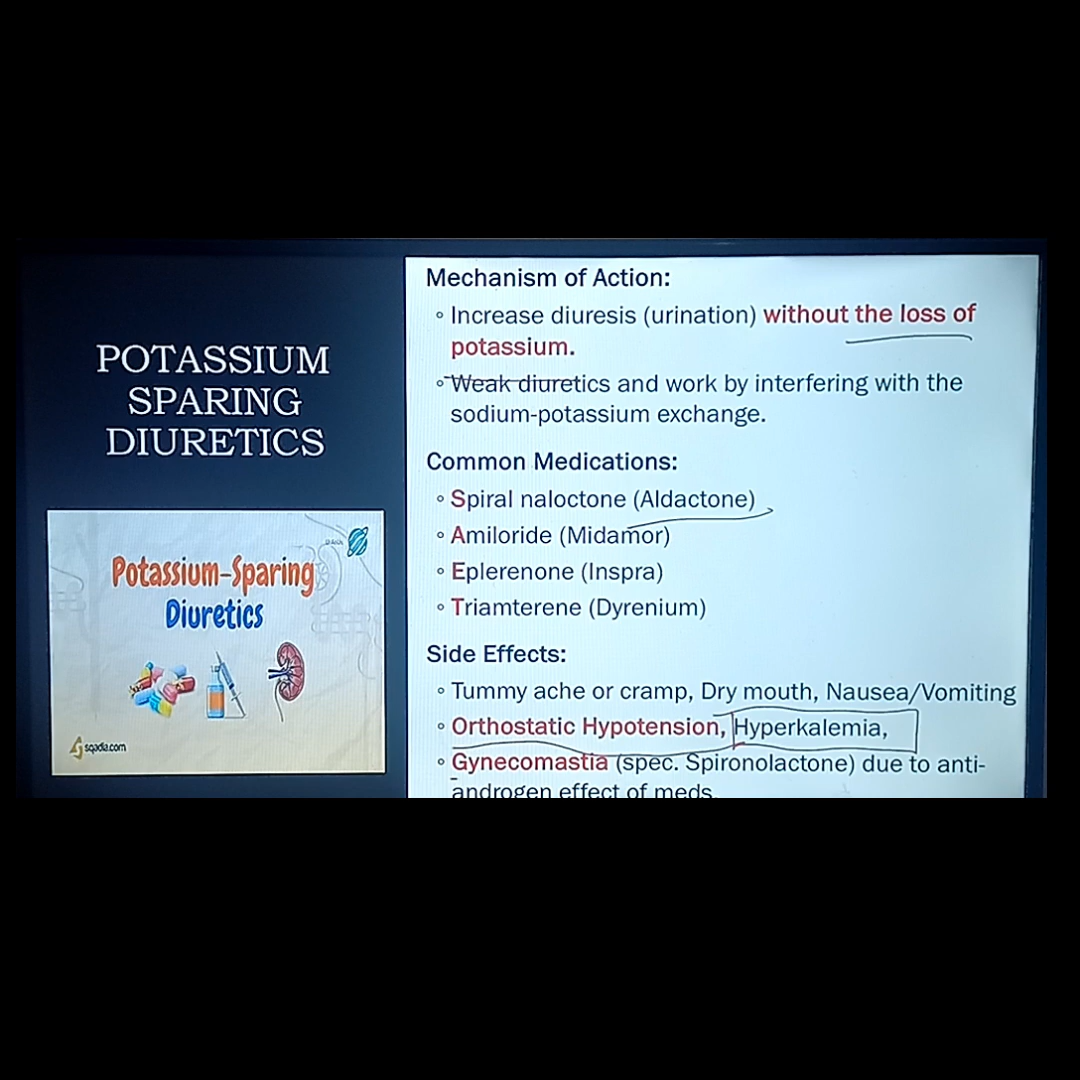 POTASSIUM
SPARING
DIURETICS
Potassium-Sparing
Diuretics
sqadia.com
Mechanism of Action:
◦ Increase diuresis (urination) without the loss of
potassium.
◦ Weak diuretics and work by interfering with the
sodium-potassium exchange.
Common Medications:
◦ Spiral naloctone (Aldactone)
◦ Amiloride (Midamor)
◦ Eplerenone (Inspra)
◦ Triamterene (Dyrenium)
Side Effects:
◦ Tummy ache or cramp, Dry mouth, Nausea/Vomiting
◦ Orthostatic Hypotension, Hyperkalemia,
◦ Gynecomastia (spec. Spironolactone) due to anti-
androgen effect of meds.